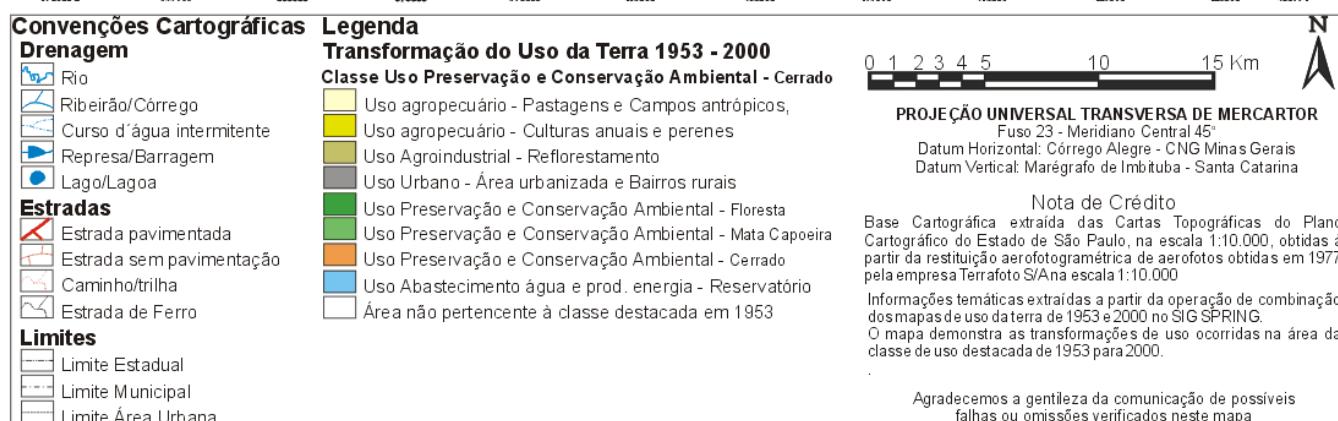 Convenções Cartográficas
Drenagem
Rio
Ribeirão/Córrego
Curso d´água intermitente
Represa/Barragem
Lago/Lagoa
Estradas
Estrada pavimentada
Estrada sem pavimentação
Caminho/trilha
Estrada de Ferro
Limites
Limite Estadual
Limite Municipal
Limite Área Urbana
Legenda
Transformação do Uso da Terra 1953 - 2000
Classe Uso Preservação e Conservação Ambiental - Cerrado
Uso agropecuário - Pastagens e Campos antrópicos,
Uso agropecuário - Culturas anuais e perenes
Uso Agroindustrial - Reflorestamento
Uso Urbano - Área urbanizada e Bairros rurais
Uso Preservação e Conservação Ambiental - Floresta
Uso Preservação e Conservação Ambiental - Mata Capoeira
Uso Preservação e Conservação Ambiental - Cerrado
Uso Abastecimento água e prod. energia - Reservatório
Área não pertencente à classe destacada em 1953
N
0 1 2 3 4 5 10 15 Km
PROJEÇÃO UNIVERSAL TRANSVERSA DE MERCARTOR
Fuso 23 - Meridiano Central 45°
Datum Horizontal: Córrego Alegre - CNG Minas Gerais
Datum Vertical: Marégrafo de Imbituba - Santa Catarina
Nota de Crédito
Base Cartográfica extraída das Cartas Topográficas do Plano
Cartográfico do Estado de São Paulo, na escala 1:10.000, obtidas á
partir da restituição aerofotogramétrica de aerofotos obtidas em 1977
pela empresa Terrafoto S/A na escala 1:10.000
Informações temáticas extraídas a partir da operação de combinação
dos mapas de uso da terra de 1953 e 2000 no SIG SPRING.
O mapa demonstra as transformações de uso ocorridas na área da
classe de uso destacada de 1953 para 2000.
.
Agradecemos a gentileza da comunicação de possíveis
falhas ou omissões verificados neste mapa